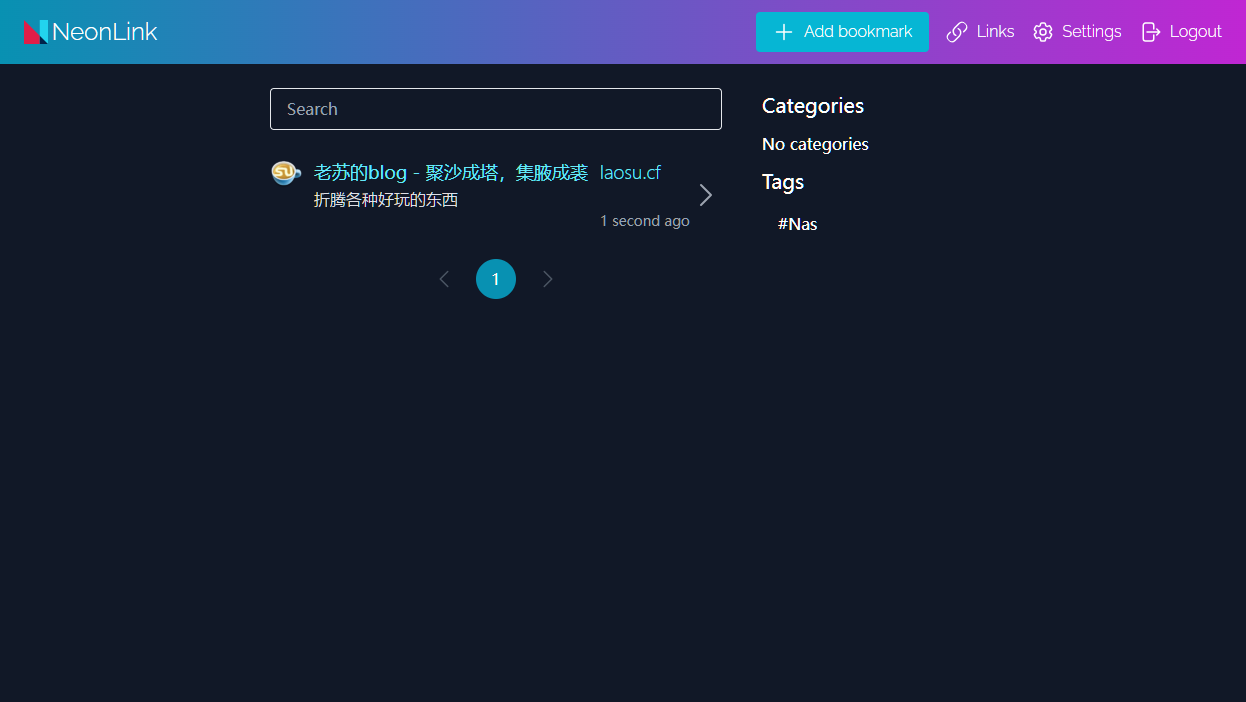 NeonLink
Add bookmark
Links
Settings
Logout
Search
老苏的blog - 聚沙成塔，集腋成裘 laosu.cf
折腾各种好玩的东西
1 second ago
1
Categories
No categories
Tags
#Nas
SU